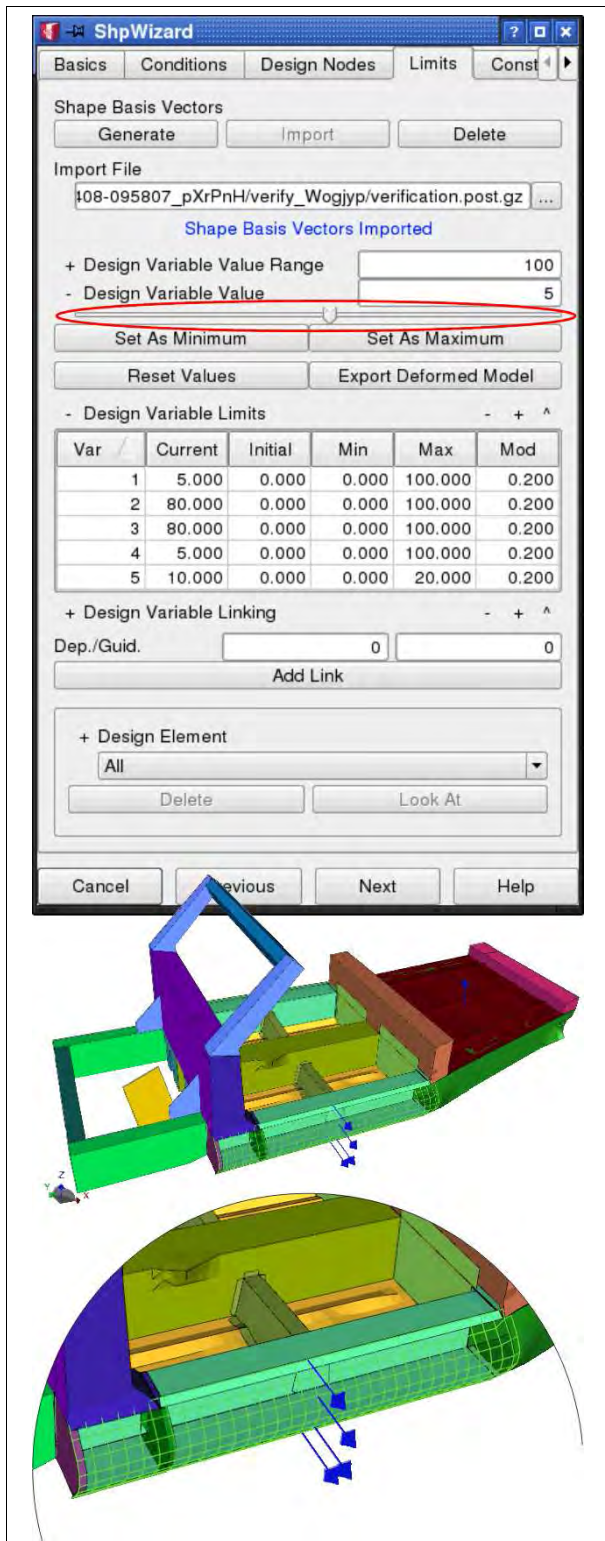 ShpWizard ?
Basics Conditions Design Nodes Limits Const
Shape Basis Vectors
Generate Import Delete
Import File
408-095807_pXrPnH/verify_Wogjyp/verification.post.gz ...
Shape Basis Vectors Imported
+ Design Variable Value Range 100
- Design Variable Value 5
Set As Minimum Set As Maximum
Reset Values Export Deformed Model
- Design Variable Limits - + ^
Var Current Initial Min Max Mod
1 5.000 0.000 0.000 100.000 0.200
2 80.000 0.000 0.000 100.000 0.200
3 80.000 0.000 0.000 100.000 0.200
4 5.000 0.000 0.000 100.000 0.200
5 10.000 0.000 0.000 20.000 0.200
+ Design Variable Linking - + ^
Dep./Guid. 0 0
Add Link
+ Design Element
All
Delete Look At
Cancel evious Next Help
Z
Y X